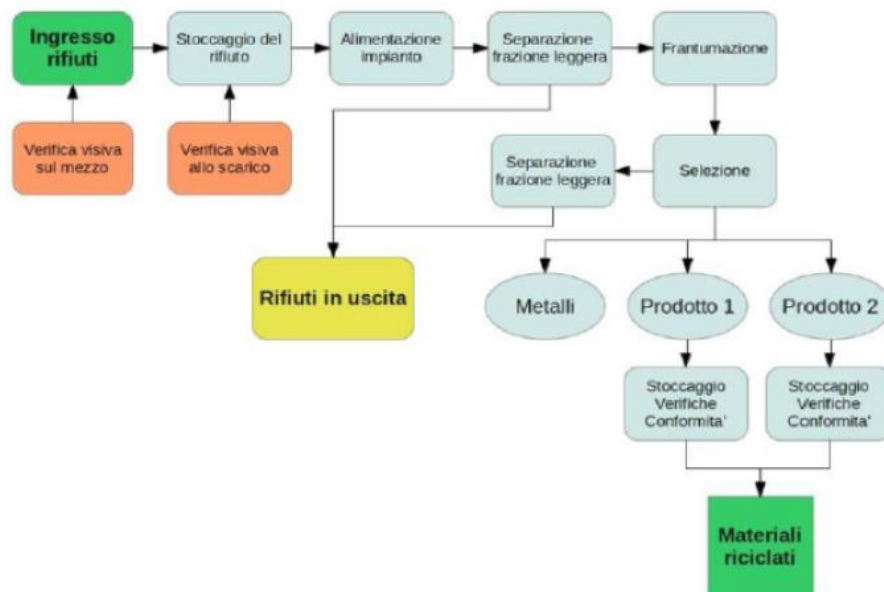 Ingresso
rifiuti
Stoccaggio del
rifiuto
Alimentazione
impianto
Separazione
frazione leggera
Frantumazione
Verifica visiva
sul mezzo
Verifica visiva
allo scarico
Separazione
frazione leggera
Selezione
Rifiuti in uscita
Metalli
Prodotto 1
Prodotto 2
Stoccaggio
Verifiche
Conformita'
Stoccaggio
Verifiche
Conformita'
Materiali
riciclati